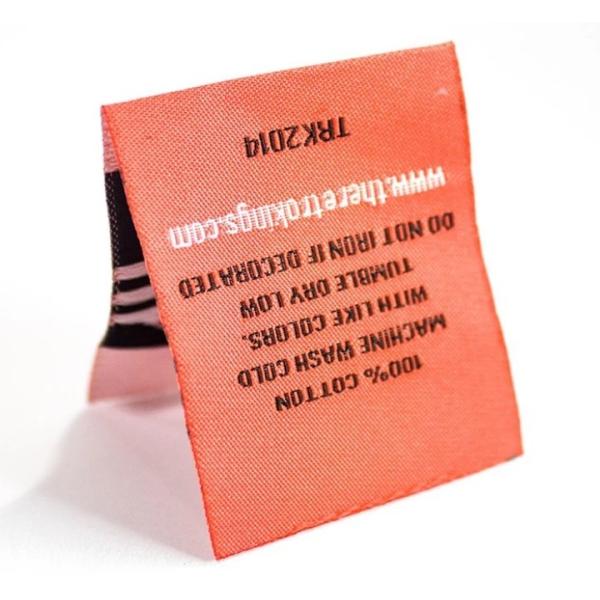 100% COTTON
MACHINE WASH COLD
WITH LIKE COLORS.
TUMBLE DRY LOW
DO NOT IRON IF DECORATED
www.theretrokings.com
TRK2014